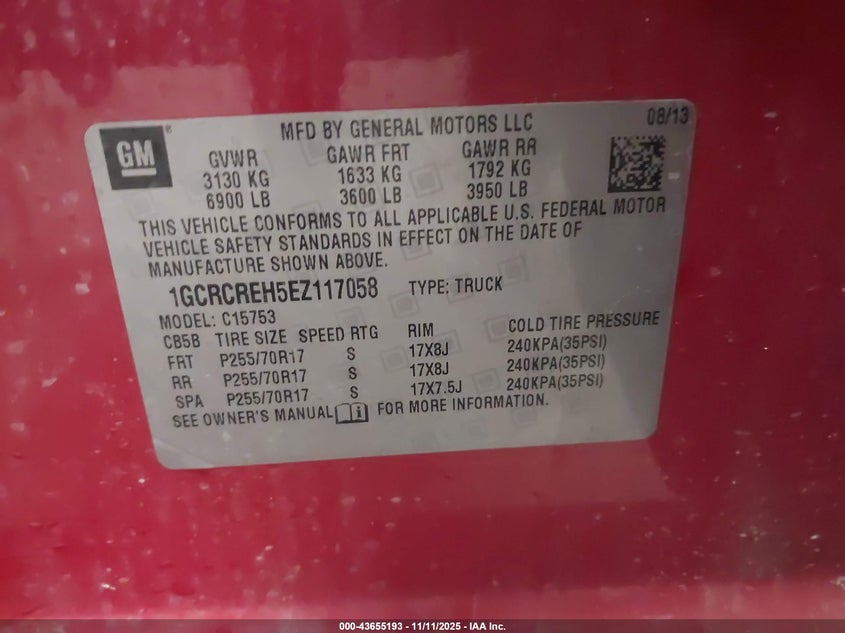 GM
MFD BY GENERAL MOTORS LLC 08/13
GVWR GAWR FRT GAWR RR
3130 KG 1633 KG 1792 KG
6900 LB 3600 LB 3950 LB
THIS VEHICLE CONFORMS TO ALL APPLICABLE U.S. FEDERAL MOTOR
VEHICLE SAFETY STANDARDS IN EFFECT ON THE DATE OF
MANUFACTURE SHOWN ABOVE.
1GCRCREH5EZ117058 TYPE: TRUCK
MODEL: C15753
CB5B TIRE SIZE SPEED RTG RIM COLD TIRE PRESSURE
FRT P255/70R17 S 17X8J 240KPA(35PSI)
RR P255/70R17 S 17X8J 240KPA(35PSI)
SPA P255/70R17 S 17X7.5J 240KPA(35PSI)
SEE OWNER'S MANUAL FOR MORE INFORMATION.
000-43655193 - 11/11/2025 - IAA Inc.